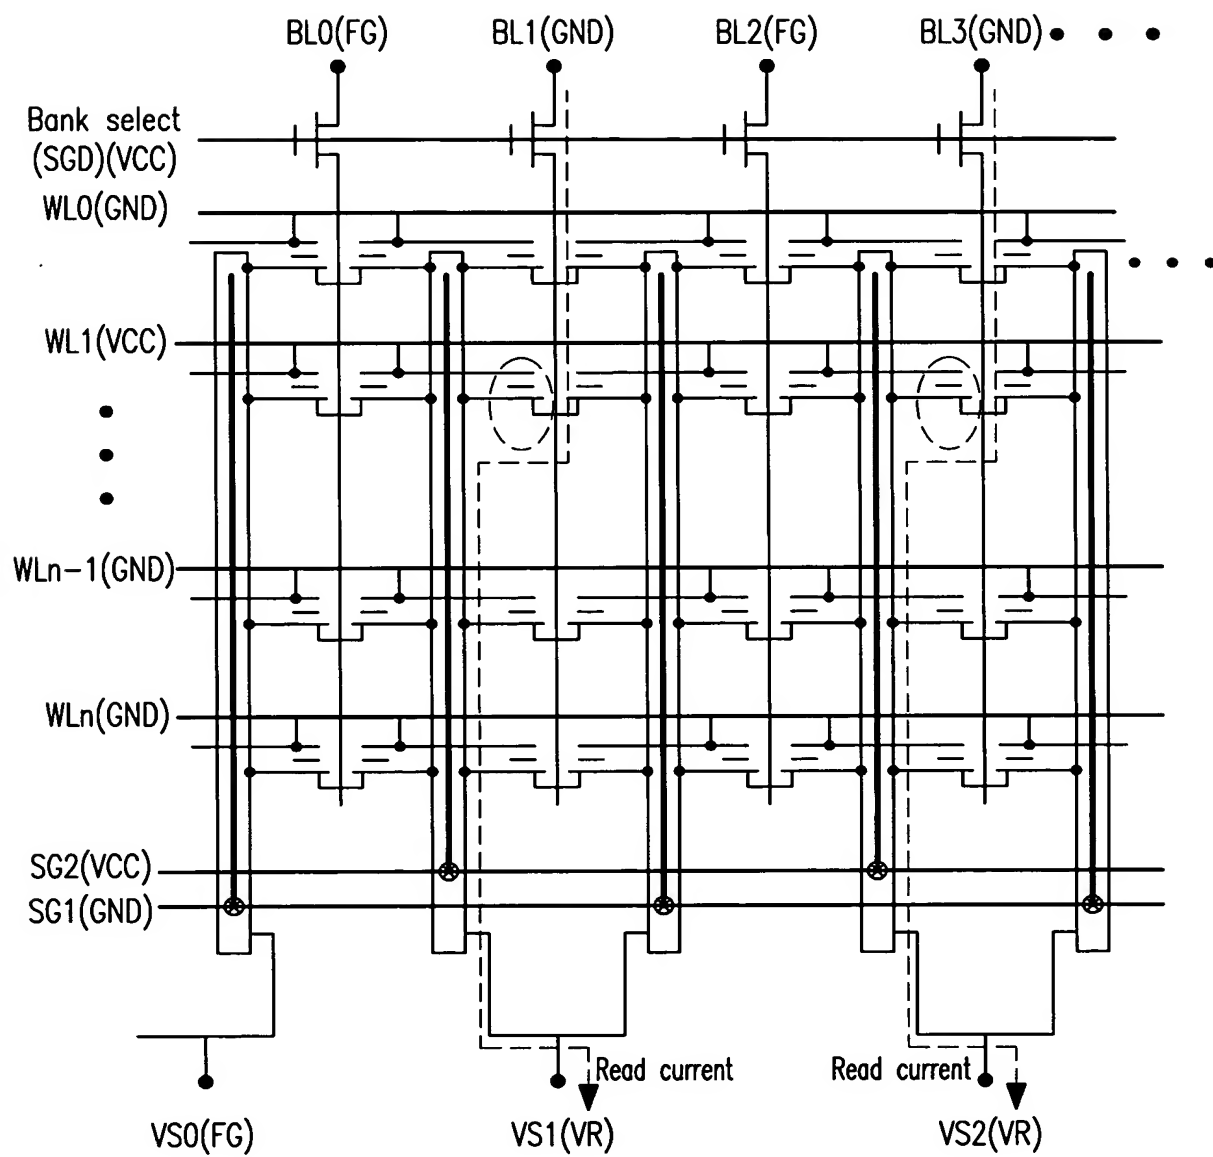 BL0(FG) BL1(GND) BL2(FG) BL3(GND)
Bank select
(SGD)(VCC)
WL0(GND)
WL1(VCC)
WLn-1(GND)
WLn(GND)
SG2(VCC)
SG1(GND)
Read current Read current
VS0(FG) VS1(VR) VS2(VR)